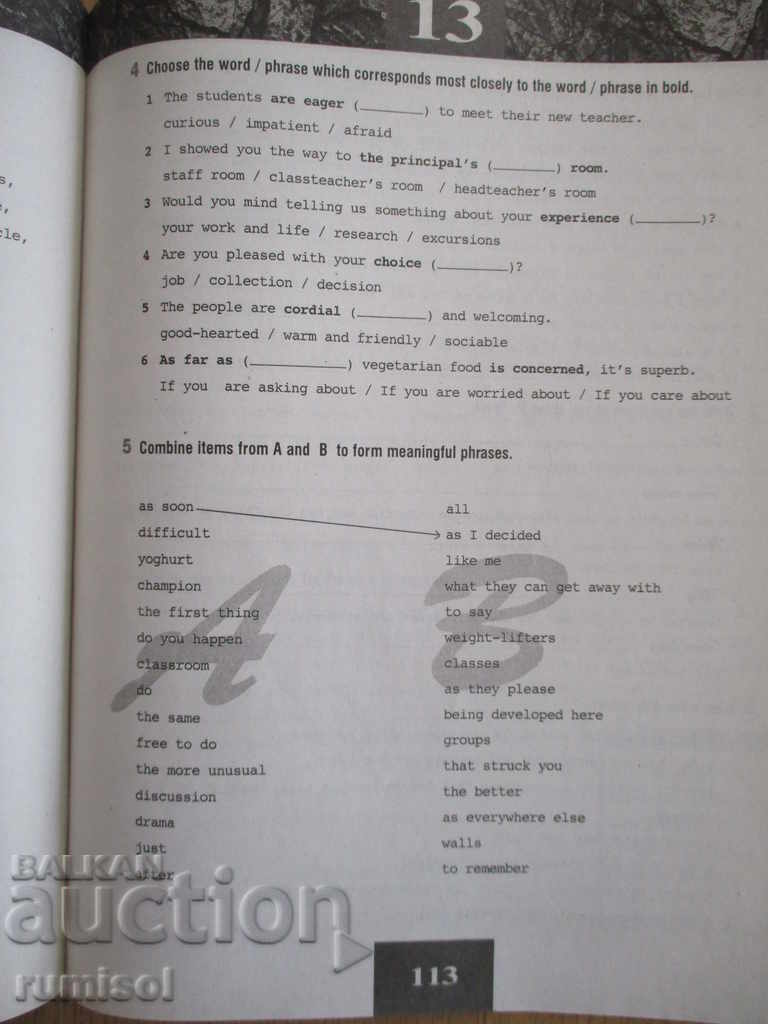 13
4 Choose the word / phrase which corresponds most closely to the word / phrase in bold.
1 The students are eager (________) to meet their new teacher.
curious / impatient / afraid
2 I showed you the way to the principal's (________) room.
staff room / classteacher's room / headteacher's room
3 Would you mind telling us something about your experience (________)?
your work and life / research / excursions
4 Are you pleased with your choice (________)?
job / collection / decision
5 The people are cordial (________) and welcoming.
good-hearted / warm and friendly / sociable
6 As far as (________) vegetarian food is concerned, it's superb.
If you are asking about / If you are worried about / If you care about
5 Combine items from A and B to form meaningful phrases.
A
as soon
difficult
yoghurt
champion
the first thing
do you happen
classroom
do
the same
free to do
the more unusual
discussion
drama
just
after
B
all
as I decided
like me
what they can get away with
to say
weight-lifters
classes
as they please
being developed here
groups
that struck you
the better
as everywhere else
walls
to remember
113
s,
e,
cle,
BALKAN
auction
rumisol